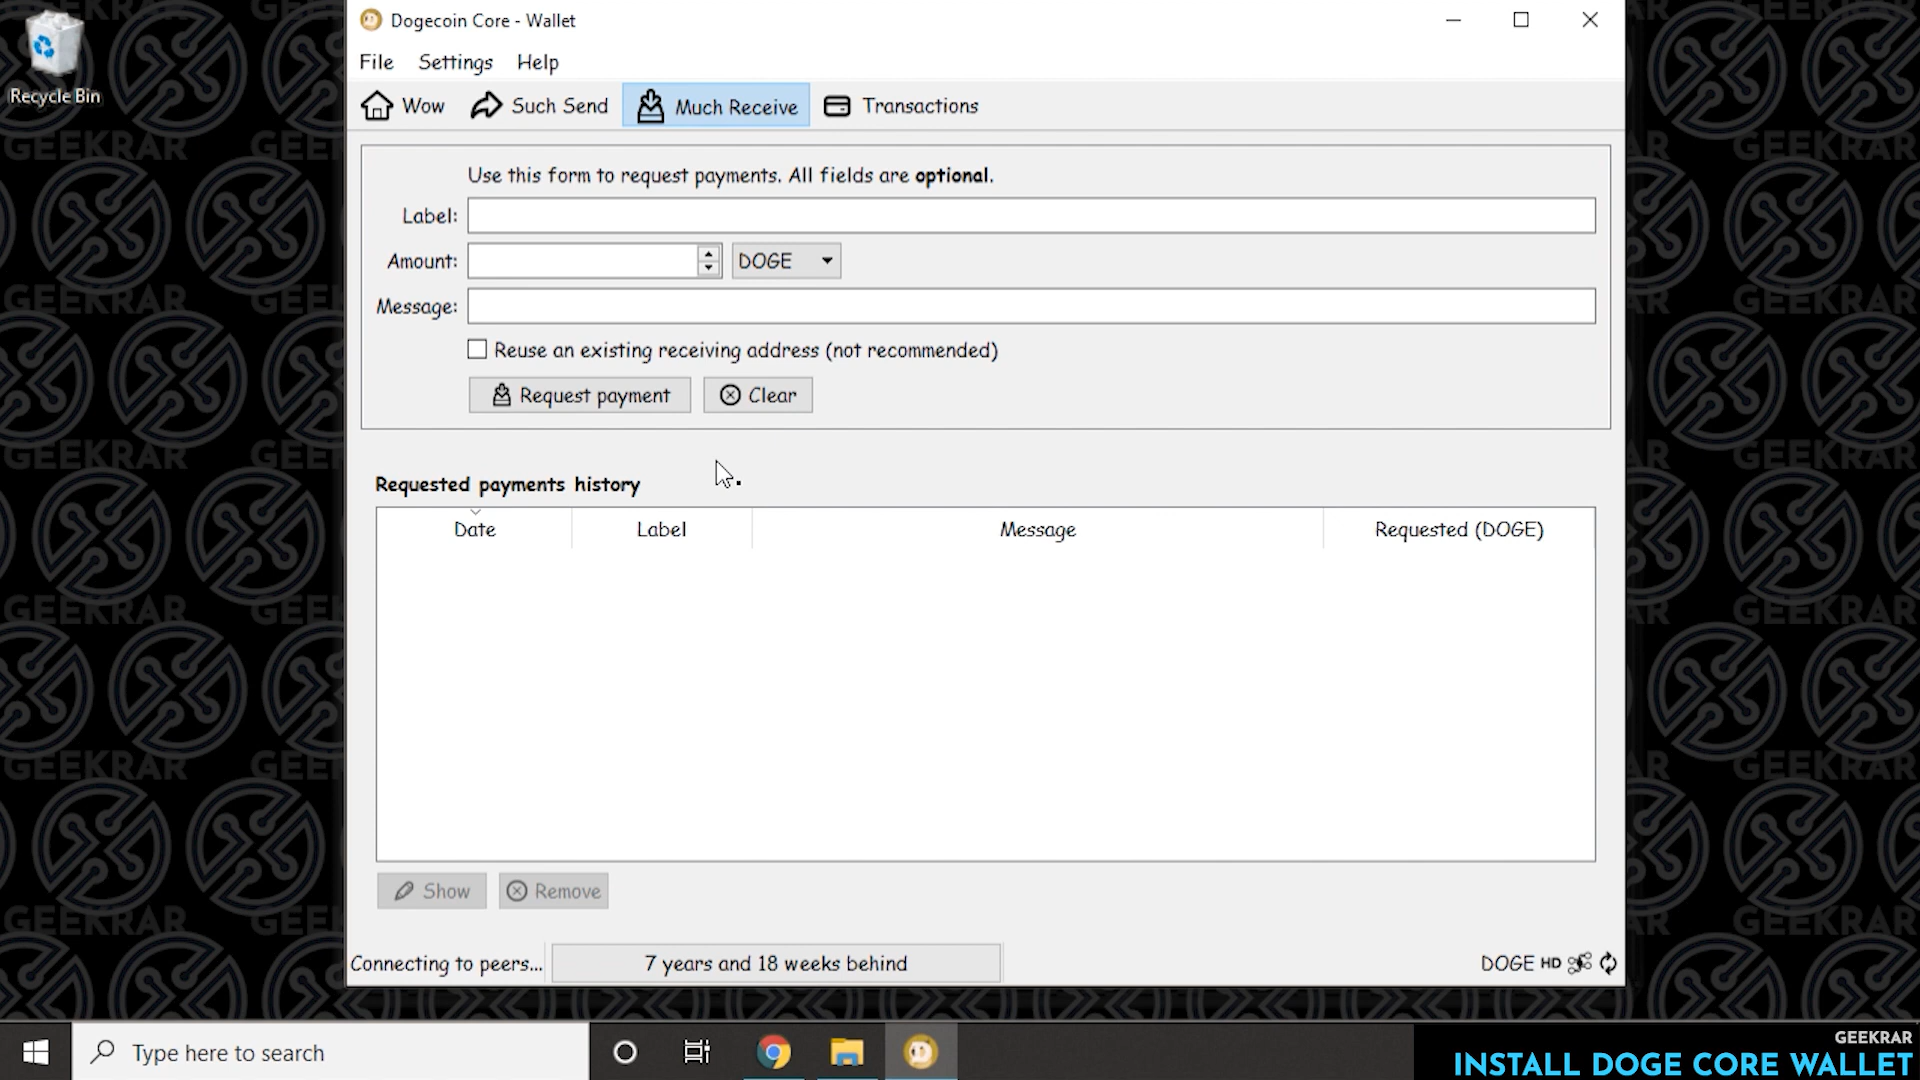 Recycle Bin
Dogecoin Core - Wallet
File Settings Help
Wow Such Send Much Receive Transactions
Use this form to request payments. All fields are optional.
Label:
Amount: DOGE
Message:
Reuse an existing receiving address (not recommended)
Request payment Clear
Requested payments history
Date Label Message Requested (DOGE)
Show Remove
Connecting to peers... 7 years and 18 weeks behind DOGE HD
Type here to search
GEEKRAR
INSTALL DOGE CORE WALLET
GEEKRAR